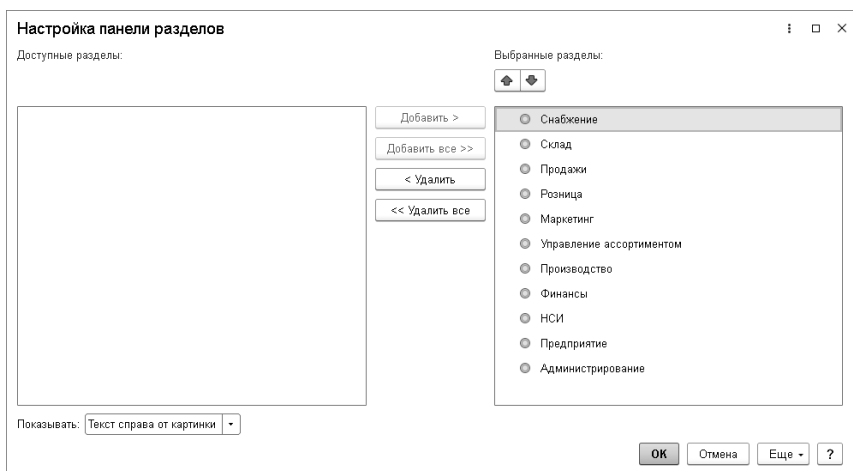 Настройка панели разделов
Доступные разделы:
Выбранные разделы:
Добавить >
Добавить все >>
< Удалить
<< Удалить все
Снабжение
Склад
Продажи
Розница
Маркетинг
Управление ассортиментом
Производство
Финансы
НСИ
Предприятие
Администрирование
Показывать: Текст справа от картинки
ОК Отмена Еще ?